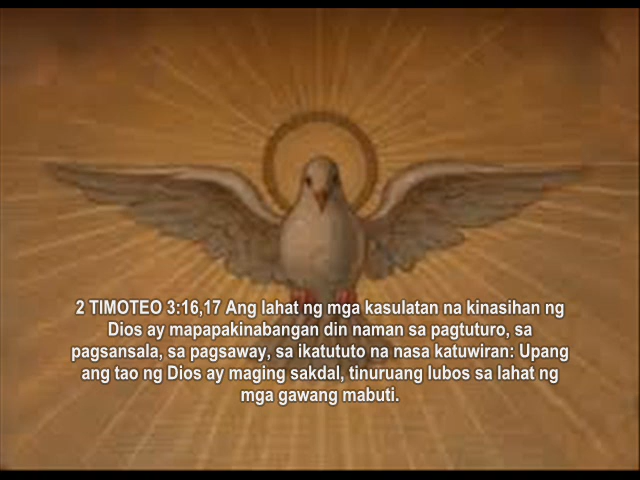 2 TIMOTEO 3:16,17 Ang lahat ng mga kasulatan na kinasihan ng
Dios ay mapapakinabangan din naman sa pagtuturo, sa
pagsansala, sa pagsaway, sa ikatututo na nasa katuwiran: Upang
ang tao ng Dios ay maging sakdal, tinuruang lubos sa lahat ng
mga gawang mabuti.